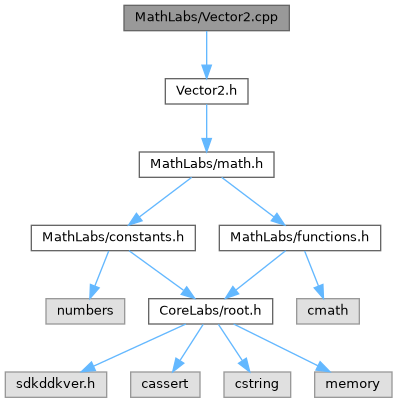 MathLabs/Vector2.cpp
Vector2.h
MathLabs/math.h
MathLabs/constants.h
MathLabs/functions.h
numbers
CoreLabs/root.h
cmath
sdkddkver.h
cassert
cstring
memory